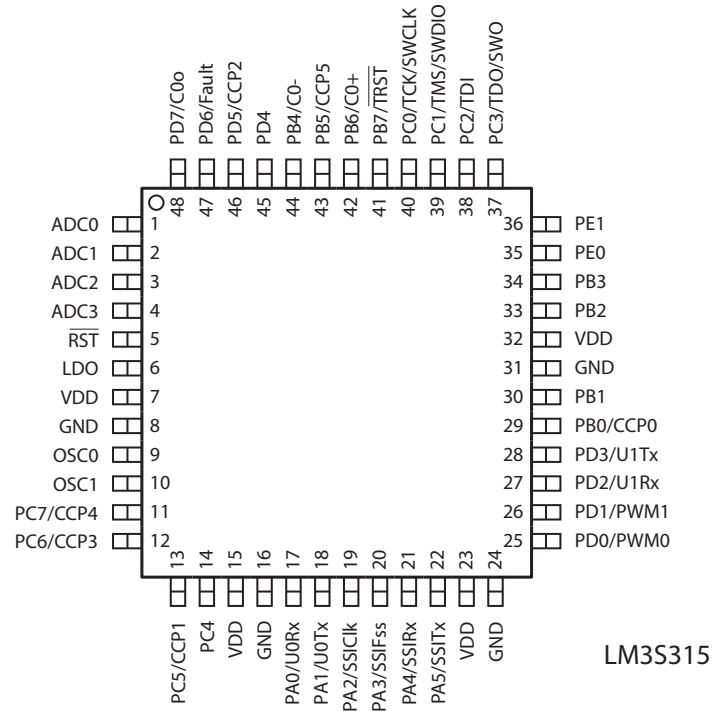 PD7/C0o
PD6/Fault
PD5/CCP2
PD4
PB4/C0-
PB5/CCP5
PB6/C0+
PB7/TRST
PC0/TCK/SWCLK
PC1/TMS/SWDIO
PC2/TDI
PC3/TDO/SWO
48
47
46
45
44
43
42
41
40
39
38
37
ADC0 1
ADC1 2
ADC2 3
ADC3 4
RST 5
LDO 6
VDD 7
GND 8
OSC0 9
OSC1 10
PC7/CCP4 11
PC6/CCP3 12
36 PE1
35 PE0
34 PB3
33 PB2
32 VDD
31 GND
30 PB1
29 PB0/CCP0
28 PD3/U1Tx
27 PD2/U1Rx
26 PD1/PWM1
25 PD0/PWM0
13
14
15
16
17
18
19
20
21
22
23
24
PC5/CCP1
PC4
VDD
GND
PA0/U0Rx
PA1/U0Tx
PA2/SSIClk
PA3/SSIFss
PA4/SSIRx
PA5/SSITx
VDD
GND
LM3S315